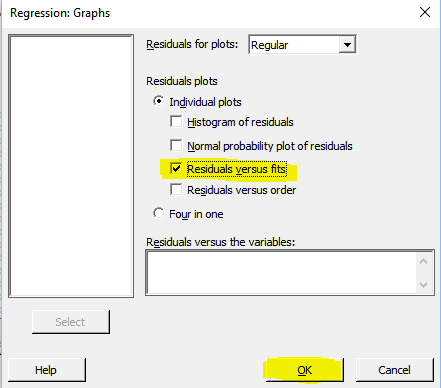 Regression: Graphs
Residuals for plots: Regular
Residuals plots
Individual plots
Histogram of residuals
Normal probability plot of residuals
Residuals versus fits
Residuals versus order
Four in one
Residuals versus the variables:
Select
Help OK Cancel